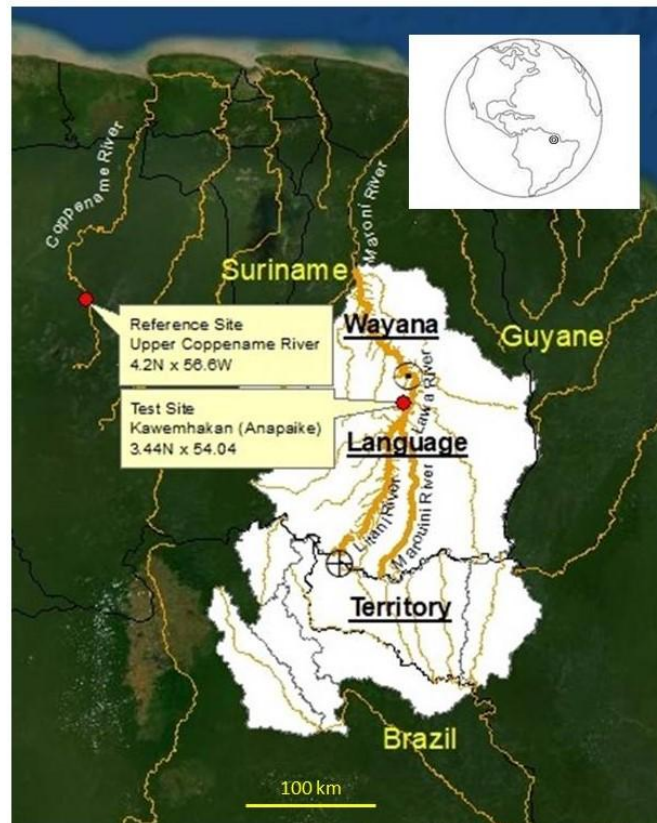 Coppename River
Maroni River
Suriname
Wayana
Guyane
Reference Site
Upper Coppename River
4.2N x 56.6W
Lawa River
Test Site
Kawemhakan (Anapaike)
3.44N x 54.04
Language
Litani River
Marouini River
Territory
Brazil
100 km